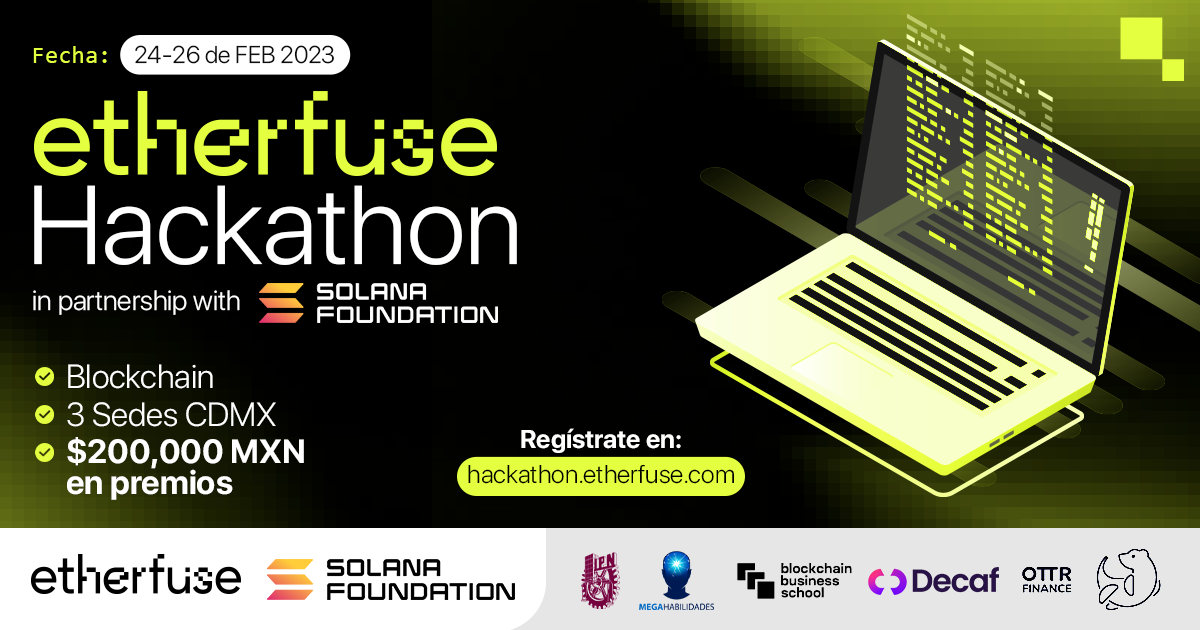 Fecha: 24-26 de FEB 2023
etherfuse
Hackathon
in partnership with SOLANA FOUNDATION
Blockchain
3 Sedes CDMX
$200,000 MXN
en premios
Regístrate en:
hackathon.etherfuse.com
etherfuse
SOLANA
FOUNDATION
IPN
MEGAHABILIDADES
blockchain
business
school
Decaf
OTTR
FINANCE